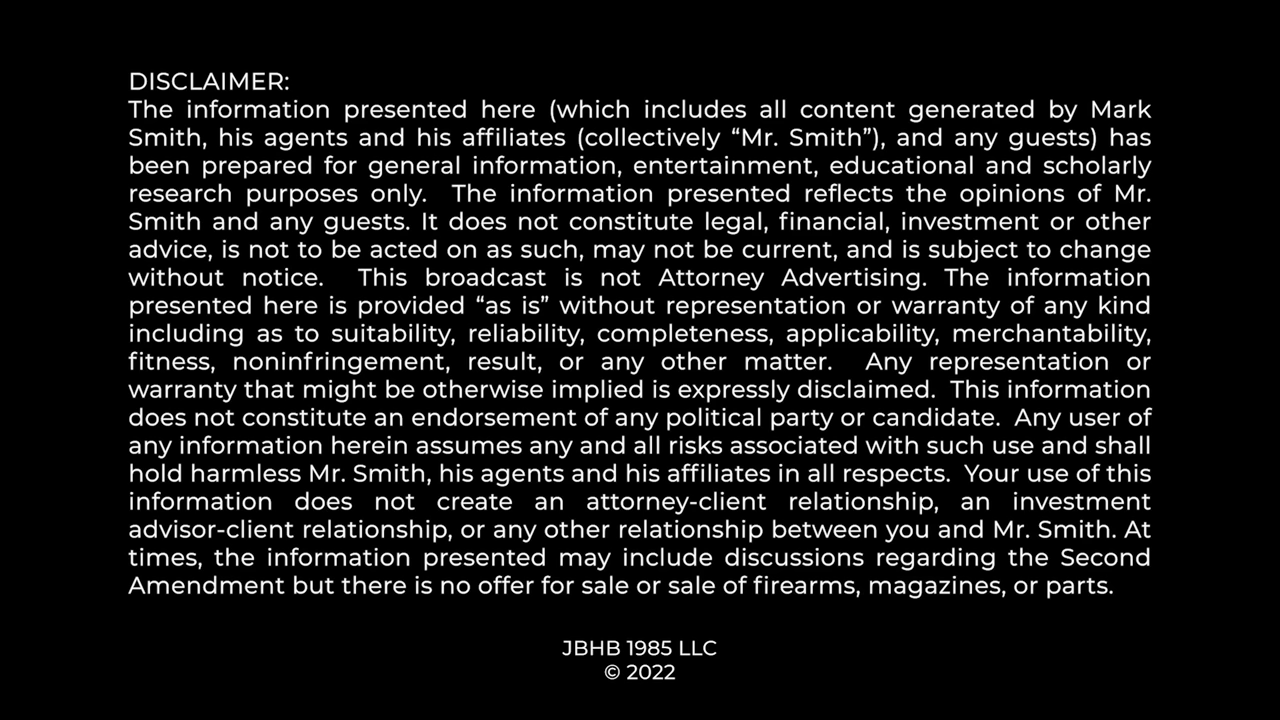 DISCLAIMER:
The information presented here (which includes all content generated by Mark
Smith, his agents and his affiliates (collectively “Mr. Smith”), and any guests) has
been prepared for general information, entertainment, educational and scholarly
research purposes only.  The information presented reflects the opinions of Mr.
Smith and any guests. It does not constitute legal, financial, investment or other
advice, is not to be acted on as such, may not be current, and is subject to change
without notice.  This broadcast is not Attorney Advertising. The information
presented here is provided “as is” without representation or warranty of any kind
including as to suitability, reliability, completeness, applicability, merchantability,
fitness, noninfringement, result, or any other matter.  Any representation or
warranty that might be otherwise implied is expressly disclaimed.  This information
does not constitute an endorsement of any political party or candidate.  Any user of
any information herein assumes any and all risks associated with such use and shall
hold harmless Mr. Smith, his agents and his affiliates in all respects.  Your use of this
information does not create an attorney-client relationship, an investment
advisor-client relationship, or any other relationship between you and Mr. Smith. At
times, the information presented may include discussions regarding the Second
Amendment but there is no offer for sale or sale of firearms, magazines, or parts.
JBHB 1985 LLC
© 2022